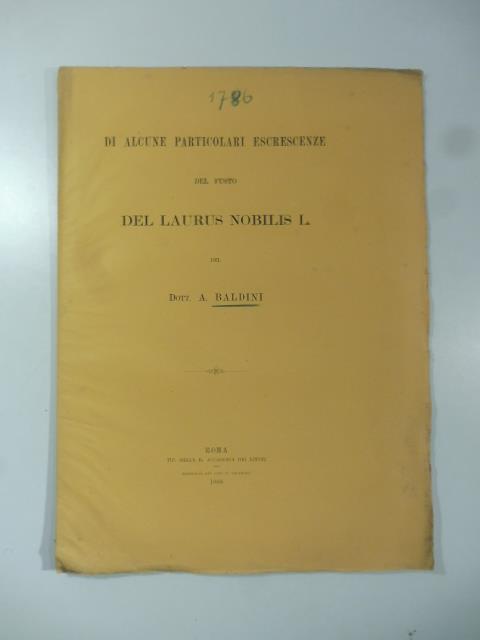 1786
DI ALCUNE PARTICOLARI ESCRESCENZE
DEL FUSTO
DEL LAURUS NOBILIS L.
DEL
DOTT. A. BALDINI
ROMA
TIP. DELLA R. ACCADEMIA DEI LINCEI